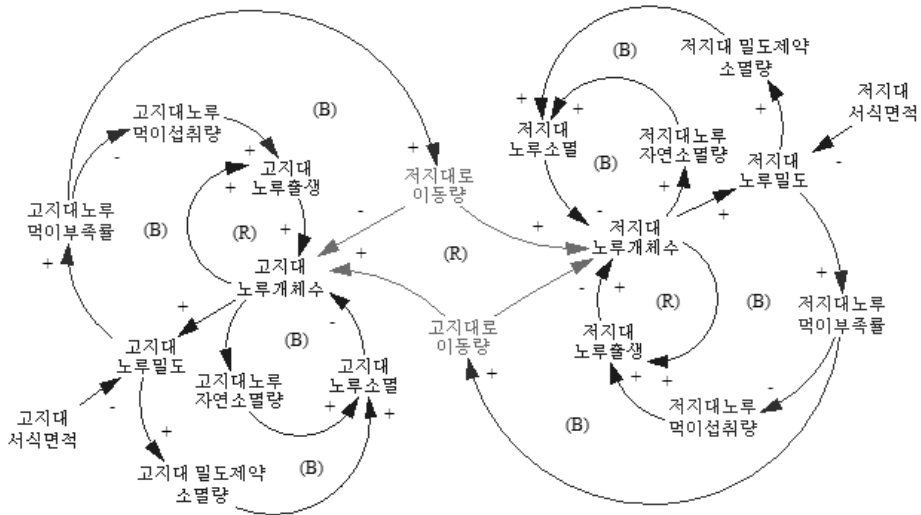 (B)
저지대 밀도제약
소멸량
저지대
서식면적
고지대노루
먹이섭취량
(B)
+
+
+
저지대
노루소멸
저지대노루
자연소멸량
(B)
-
+
고지대
노루출생
+
+
저지대로
이동량
저지대
노루밀도
-
고지대노루
먹이부족률
(B)
(R)
+
-
+
-
저지대
노루개체수
+
+
고지대
노루개체수
+
(R)
-
+
(R)
(B)
+
저지대노루
먹이부족률
+
고지대
노루밀도
(B)
-
고지대로
이동량
저지대
노루출생
고지대노루
자연소멸량
고지대
노루소멸
+
+
+
+
+
-
저지대노루
먹이섭취량
고지대
서식면적
-
+
(B)
고지대 밀도제약
소멸량
(B)